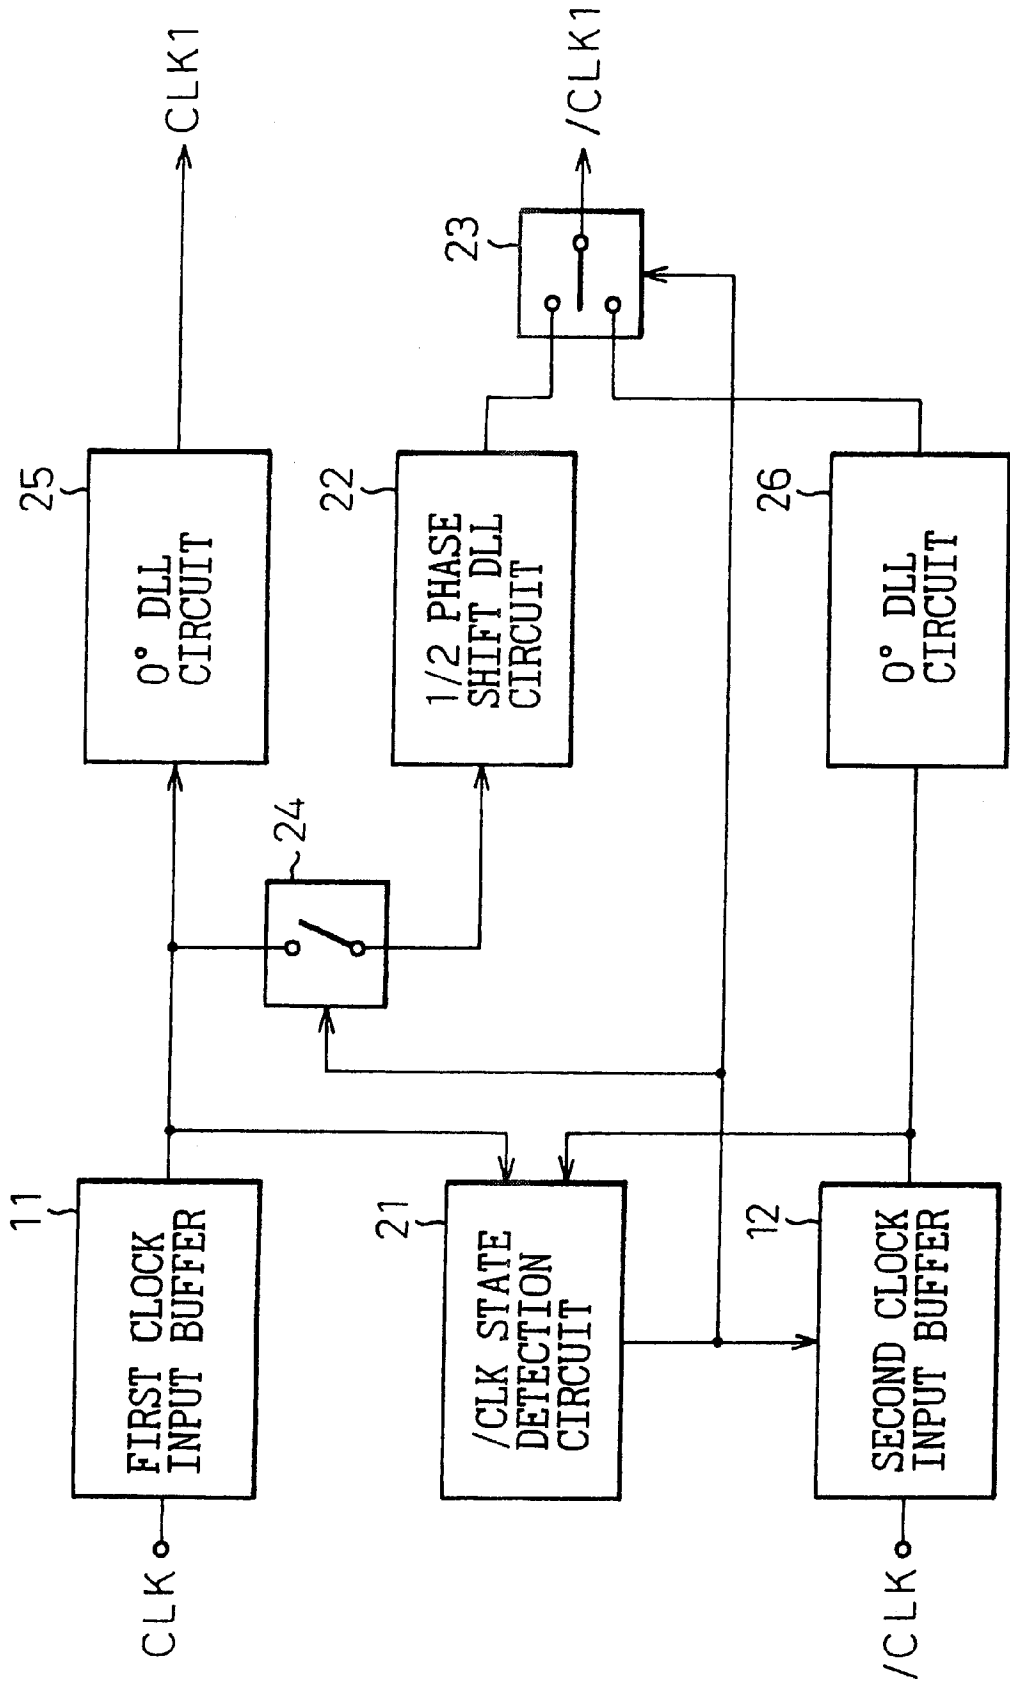 CLK
11
FIRST CLOCK
INPUT BUFFER
25
0° DLL
CIRCUIT
CLK1
24
21
/CLK STATE
DETECTION
CIRCUIT
22
1/2 PHASE
SHIFT DLL
CIRCUIT
23
/CLK1
/CLK
12
SECOND CLOCK
INPUT BUFFER
26
0° DLL
CIRCUIT